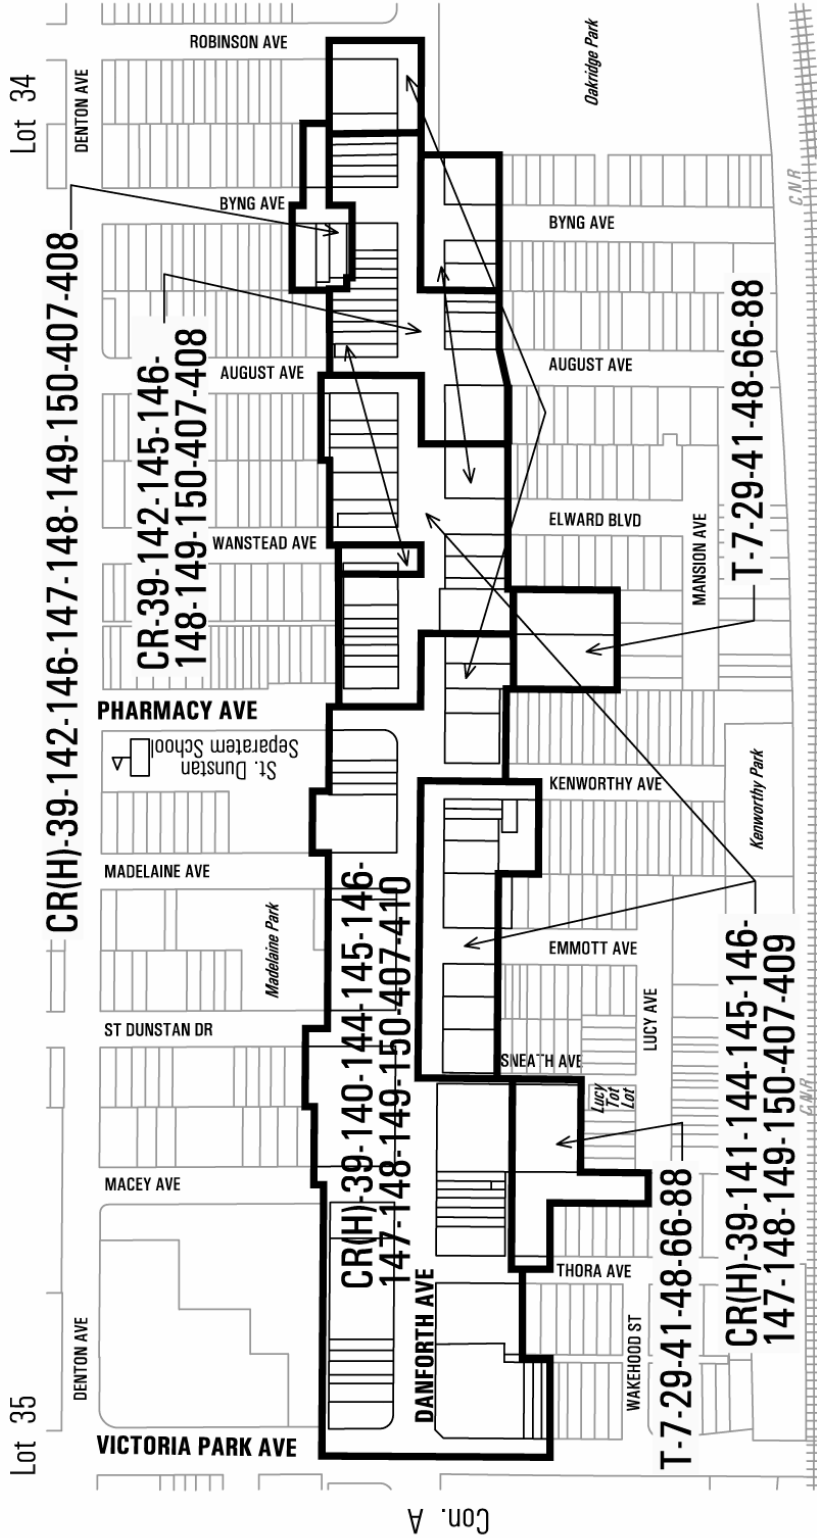 Lot 34
Lot 35
Con. A
DENTON AVE
DENTON AVE
ROBINSON AVE
BYNG AVE
AUGUST AVE
WANSTEAD AVE
PHARMACY AVE
St. Dunstan
Separatem School
MADELAINE AVE
Madelaine Park
ST DUNSTAN DR
MACEY AVE
VICTORIA PARK AVE
DANFORTH AVE
CR(H)-39-142-146-147-148-149-150-407-408
CR-39-142-145-146-
148-149-150-407-408
CR(H)-39-140-144-145-146-
147-148-149-150-407-410
Oakridge Park
CNR
BYNG AVE
AUGUST AVE
ELWARD BLVD
MANSION AVE
T-7-29-41-48-66-88
KENWORTHY AVE
Kenworthy Park
EMMOTT AVE
LUCY AVE
SNEATH AVE
Lucy
Tot
Lot
THORA AVE
WAKEHOOD ST
T-7-29-41-48-66-88
CR(H)-39-141-144-145-146-
147-148-149-150-407-409
CNR